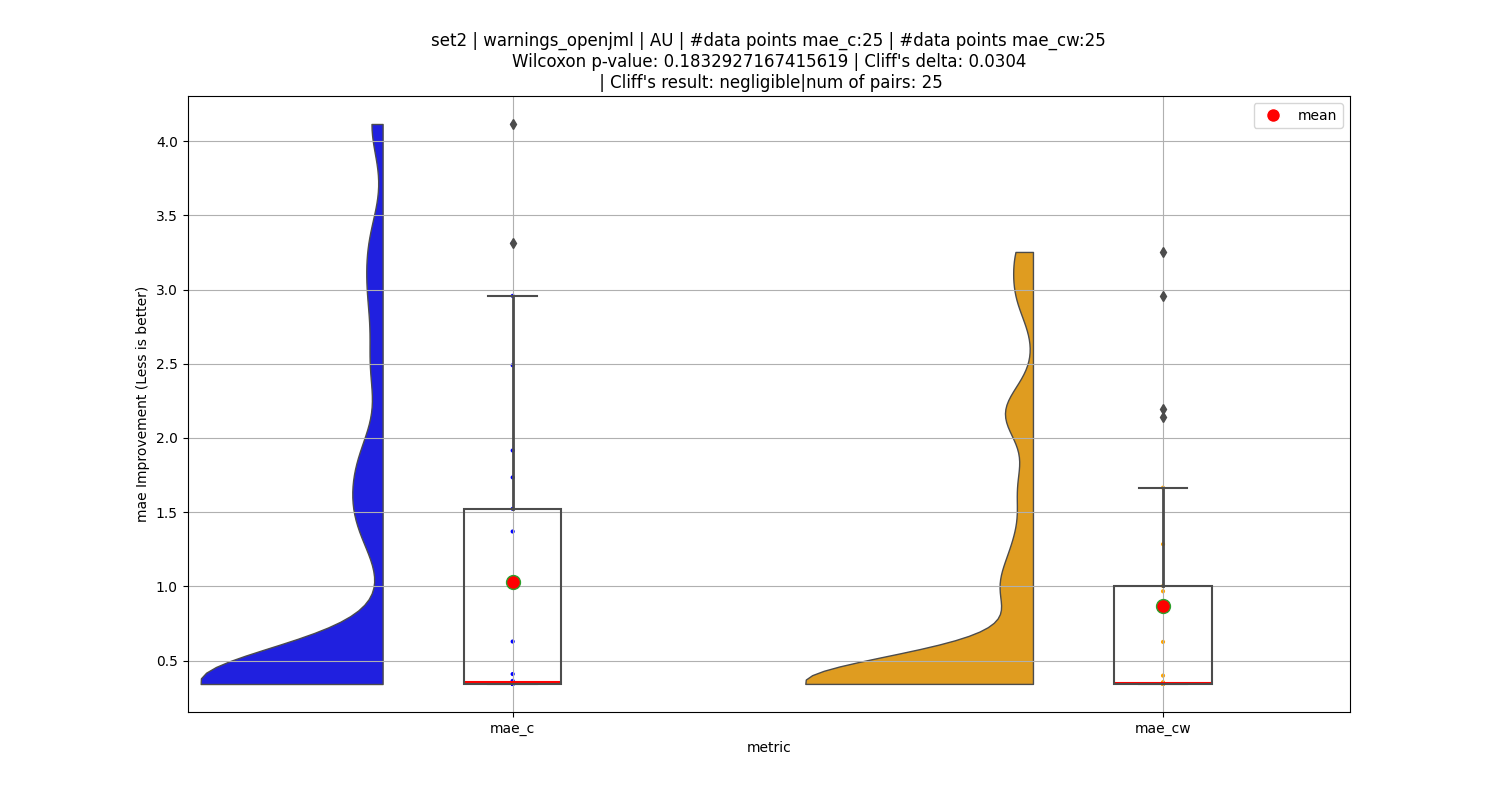 set2 | warnings_openjml | AU | #data points mae_c:25 | #data points mae_cw:25
Wilcoxon p-value: 0.1832927167415619 | Cliff's delta: 0.0304
| Cliff's result: negligible|num of pairs: 25
mean
4.0
3.5
3.0
2.5
2.0
1.5
1.0
0.5
mae Improvement (Less is better)
mae_c
mae_cw
metric